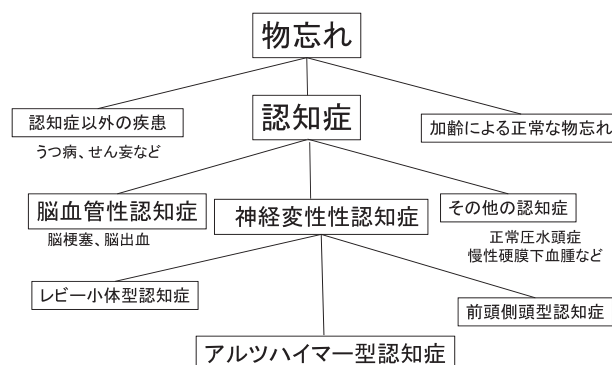 物忘れ
認知症以外の疾患
うつ病、せん妄など
認知症
加齢による正常な物忘れ
脳血管性認知症
脳梗塞、脳出血
神経変性性認知症
その他の認知症
正常圧水頭症
慢性硬膜下血腫など
レビー小体型認知症
アルツハイマー型認知症
前頭側頭型認知症